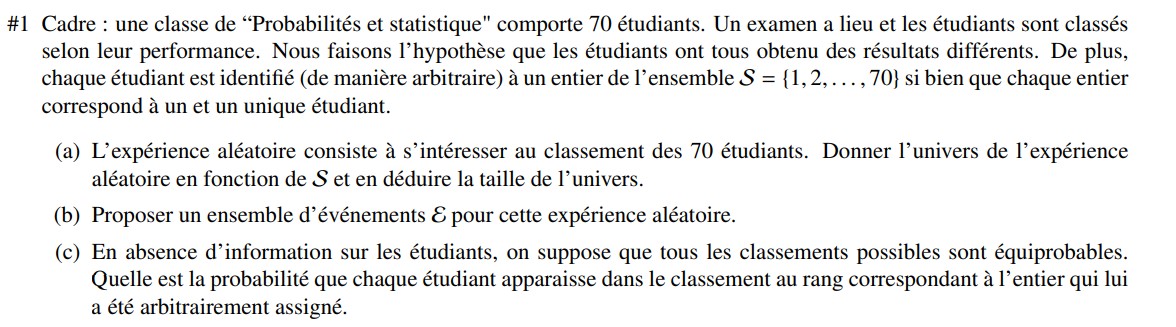 #1 Cadre : une classe de “Probabilités et statistique" comporte 70 étudiants. Un examen a lieu et les étudiants sont classés
selon leur performance. Nous faisons l’hypothèse que les étudiants ont tous obtenu des résultats différents. De plus,
chaque étudiant est identifié (de manière arbitraire) à un entier de l’ensemble S = {1, 2, . . . , 70} si bien que chaque entier
correspond à un et un unique étudiant.
(a) L’expérience aléatoire consiste à s’intéresser au classement des 70 étudiants. Donner l’univers de l’expérience
aléatoire en fonction de S et en déduire la taille de l’univers.
(b) Proposer un ensemble d’événements E pour cette expérience aléatoire.
(c) En absence d’information sur les étudiants, on suppose que tous les classements possibles sont équiprobables.
Quelle est la probabilité que chaque étudiant apparaisse dans le classement au rang correspondant à l’entier qui lui
a été arbitrairement assigné.